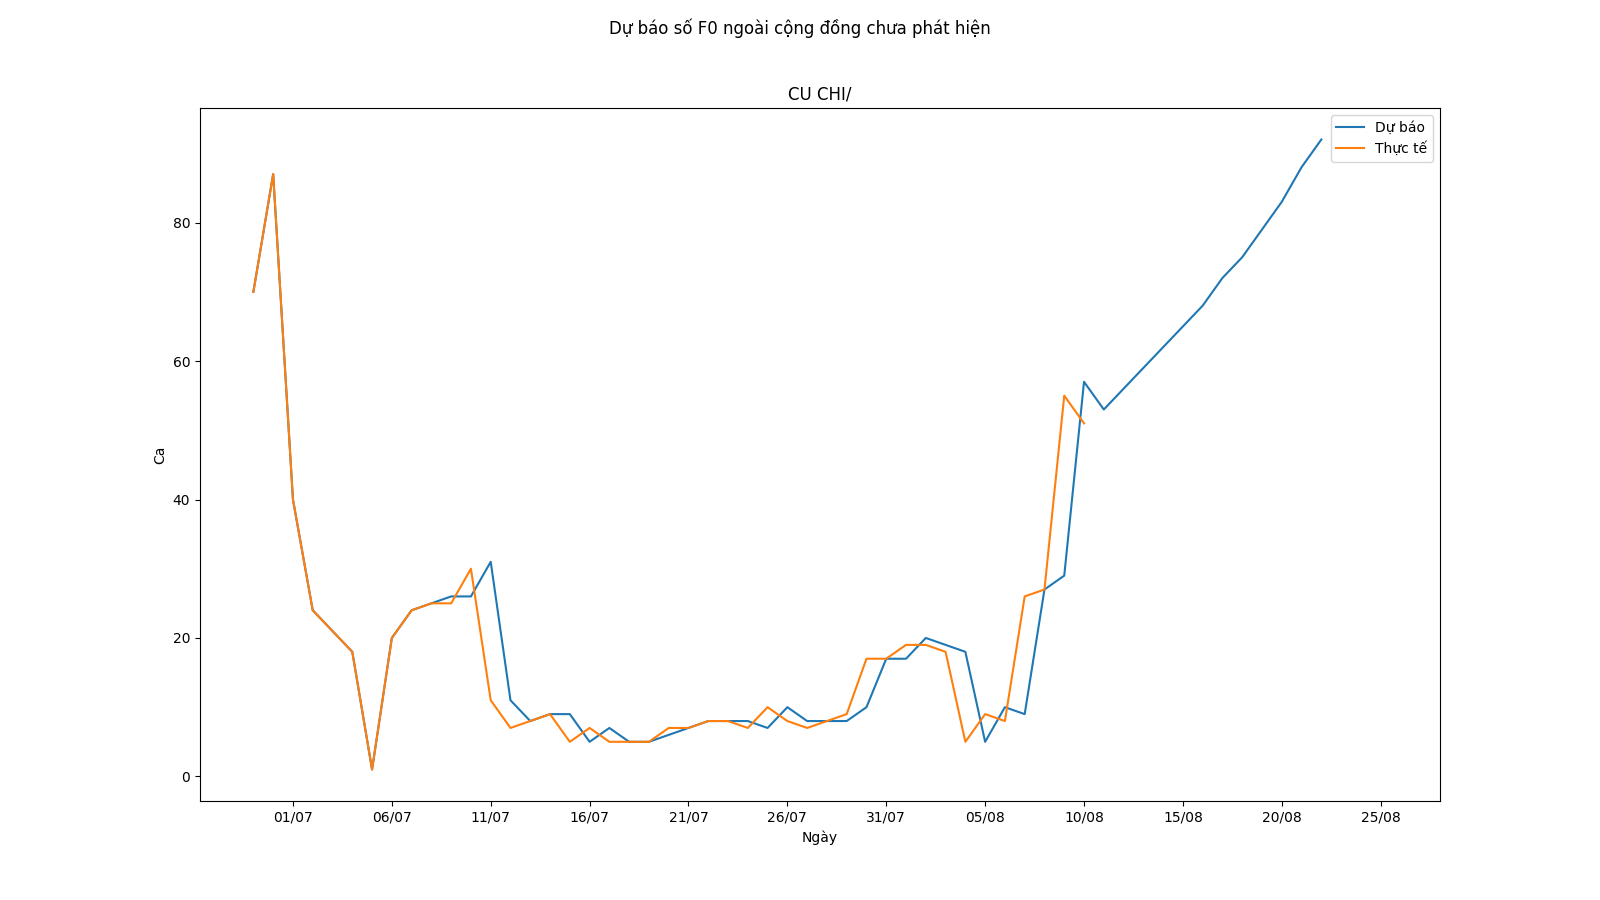 Dự báo số F0 ngoài cộng đồng chưa phát hiện
CU CHI/
Dự báo
Thực tế
80
60
40
20
0
Ca
01/07 06/07 11/07 16/07 21/07 26/07 31/07 05/08 10/08 15/08 20/08 25/08
Ngày